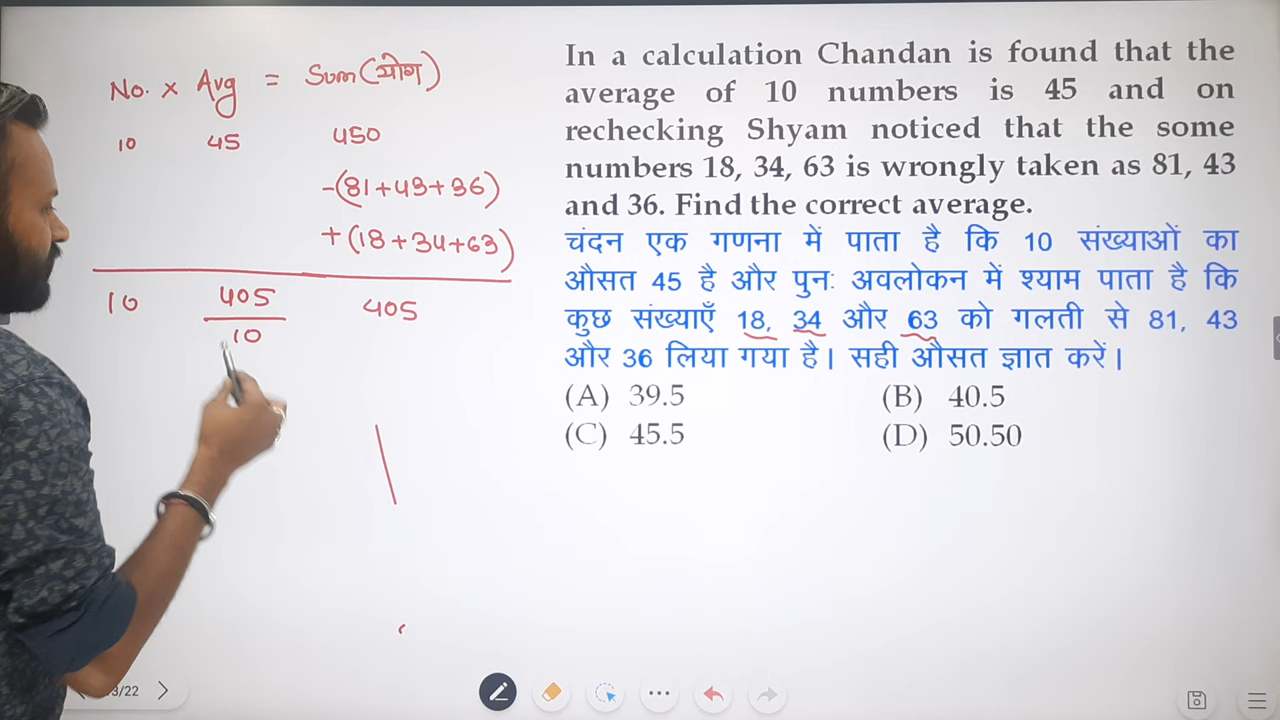 No. × Avg = Sum (योग)
10 45 450
-(81+43+36)
+(18+34+63)
10 405/10 405
In a calculation Chandan is found that the
average of 10 numbers is 45 and on
rechecking Shyam noticed that the some
numbers 18, 34, 63 is wrongly taken as 81, 43
and 36. Find the correct average.
चंदन एक गणना में पाता है कि 10 संख्याओं का
औसत 45 है और पुनः अवलोकन में श्याम पाता है कि
कुछ संख्याएँ 18, 34 और 63 को गलती से 81, 43
और 36 लिया गया है। सही औसत ज्ञात करें।
(A) 39.5 (B) 40.5
(C) 45.5 (D) 50.50
3/22